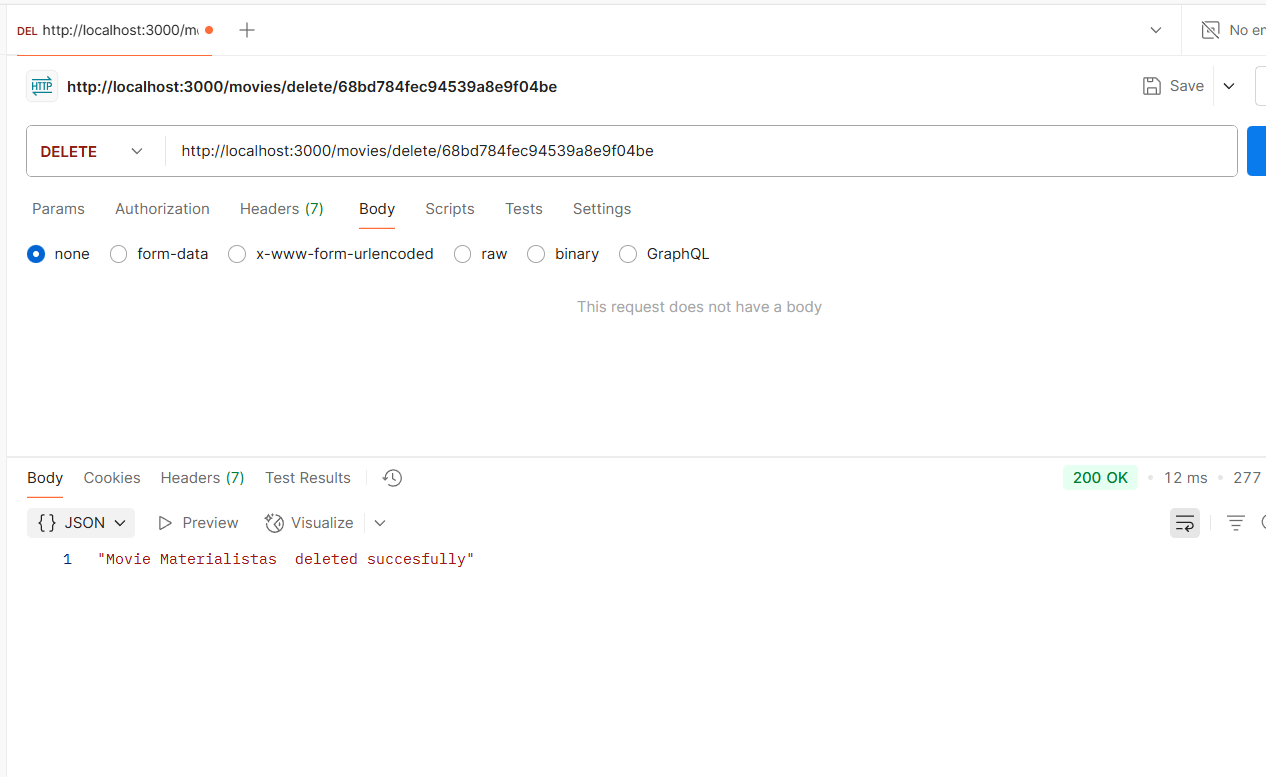 DEL http://localhost:3000/m
No en
HTTP http://localhost:3000/movies/delete/68bd784fec94539a8e9f04be
Save
DELETE http://localhost:3000/movies/delete/68bd784fec94539a8e9f04be
Params Authorization Headers (7) Body Scripts Tests Settings
none form-data x-www-form-urlencoded raw binary GraphQL
This request does not have a body
Body Cookies Headers (7) Test Results
200 OK • 12 ms • 277
{} JSON Preview Visualize
1 "Movie Materialistas  deleted succesfully"